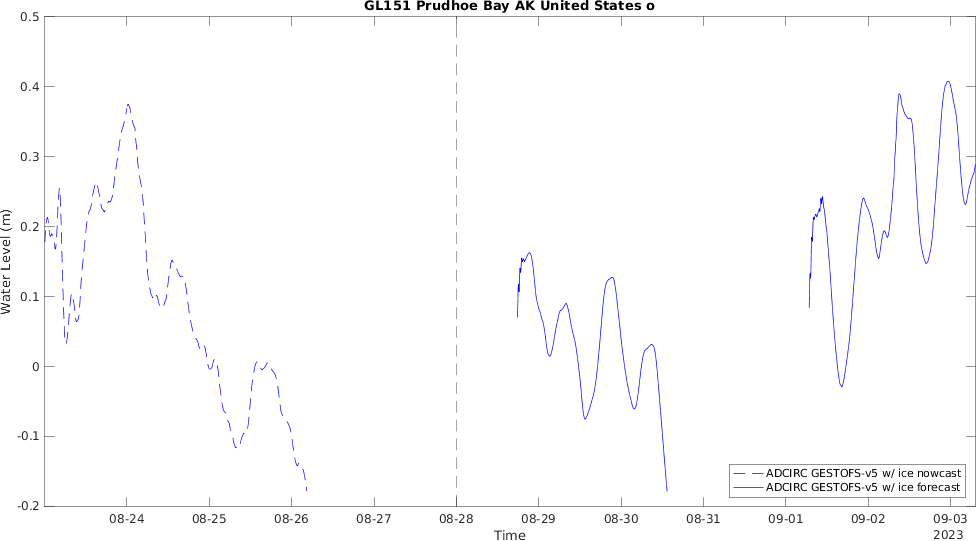 GL151 Prudhoe Bay AK United States o
0.5
0.4
0.3
0.2
0.1
0
-0.1
-0.2
Water Level (m)
08-24 08-25 08-26 08-27 08-28 08-29 08-30 08-31 09-01 09-02 09-03
2023
Time
ADCIRC GESTOFS-v5 w/ ice nowcast
ADCIRC GESTOFS-v5 w/ ice forecast